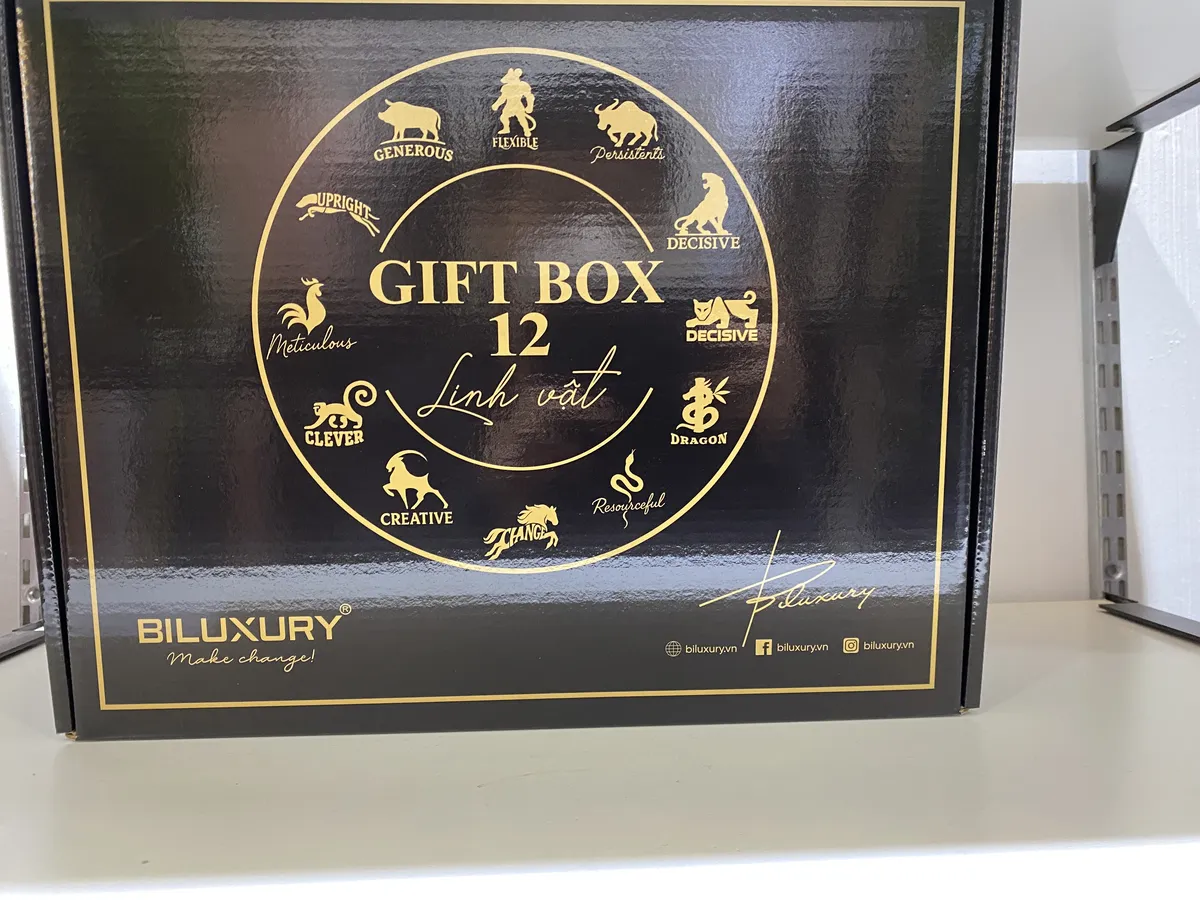 GENEROUS
FLEXIBLE
Persistents
UPRIGHT
DECISIVE
GIFT BOX
12
Linh vật
Meticulous
DECISIVE
CLEVER
DRAGON
CREATIVE
CHANGE
Resourceful
BILUXURY®
Make change!
Biluxury
biluxury.vn
biluxury.vn
biluxury.vn